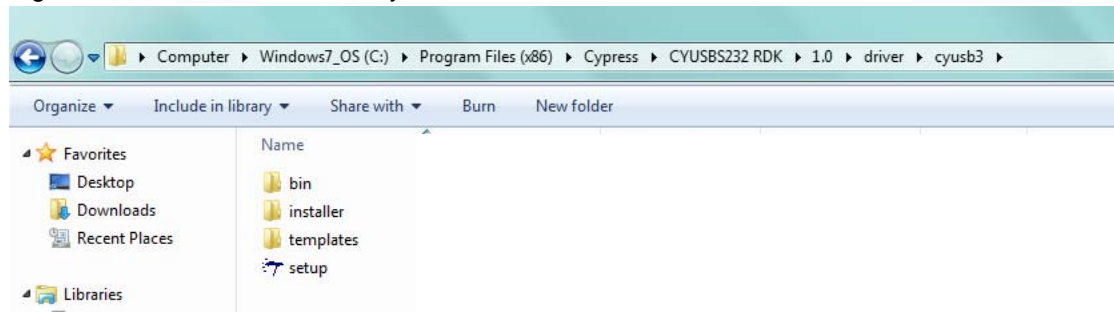 Computer ▸ Windows7_OS (C:) ▸ Program Files (x86) ▸ Cypress ▸ CYUSBS232 RDK ▸ 1.0 ▸ driver ▸ cyusb3 ▸
Organize ▾ Include in library ▾ Share with ▾ Burn New folder
Favorites
Desktop
Downloads
Recent Places
Libraries
Name
bin
installer
templates
setup